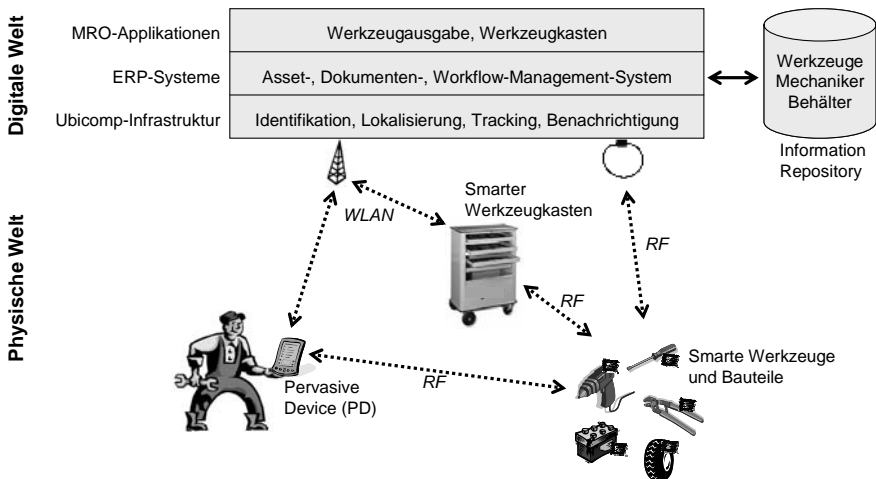 Digitale Welt
MRO-Applikationen
Werkzeugausgabe, Werkzeugkasten
ERP-Systeme
Asset-, Dokumenten-, Workflow-Management-System
Ubicomp-Infrastruktur
Identifikation, Lokalisierung, Tracking, Benachrichtigung
Werkzeuge
Mechaniker
Behälter
Information
Repository
Physische Welt
WLAN
Smarter
Werkzeugkasten
RF
RF
Pervasive
Device (PD)
RF
Smarte Werkzeuge
und Bauteile